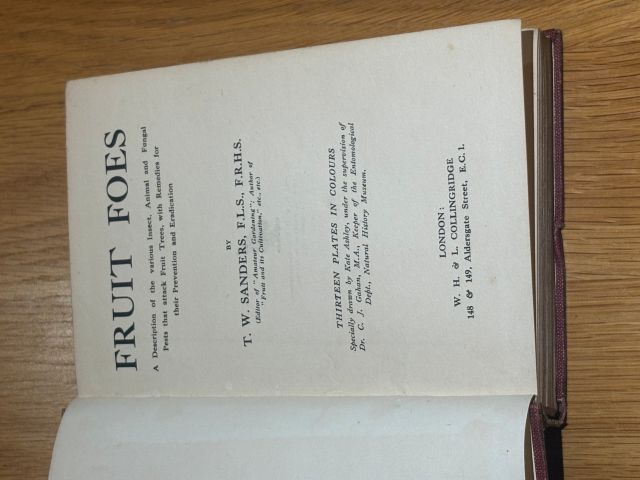 FRUIT FOES
A Description of the various Insect, Animal and Fungal
Pests that attack Fruit Trees, with Remedies for
their Prevention and Eradication
BY
T. W. SANDERS, F.L.S., F.R.H.S.
(Editor of "Amateur Gardening"; Author of
"Fruit and its Cultivation," etc., etc.)
THIRTEEN PLATES IN COLOURS
Specially drawn by Kate Ashley, under the supervision of
Dr. C. J. Gahan, M.A., Keeper of the Entomological
Dept., Natural History Museum.
LONDON:
W. H. & L. COLLINGRIDGE
148 & 149, Aldersgate Street, E.C. 1.